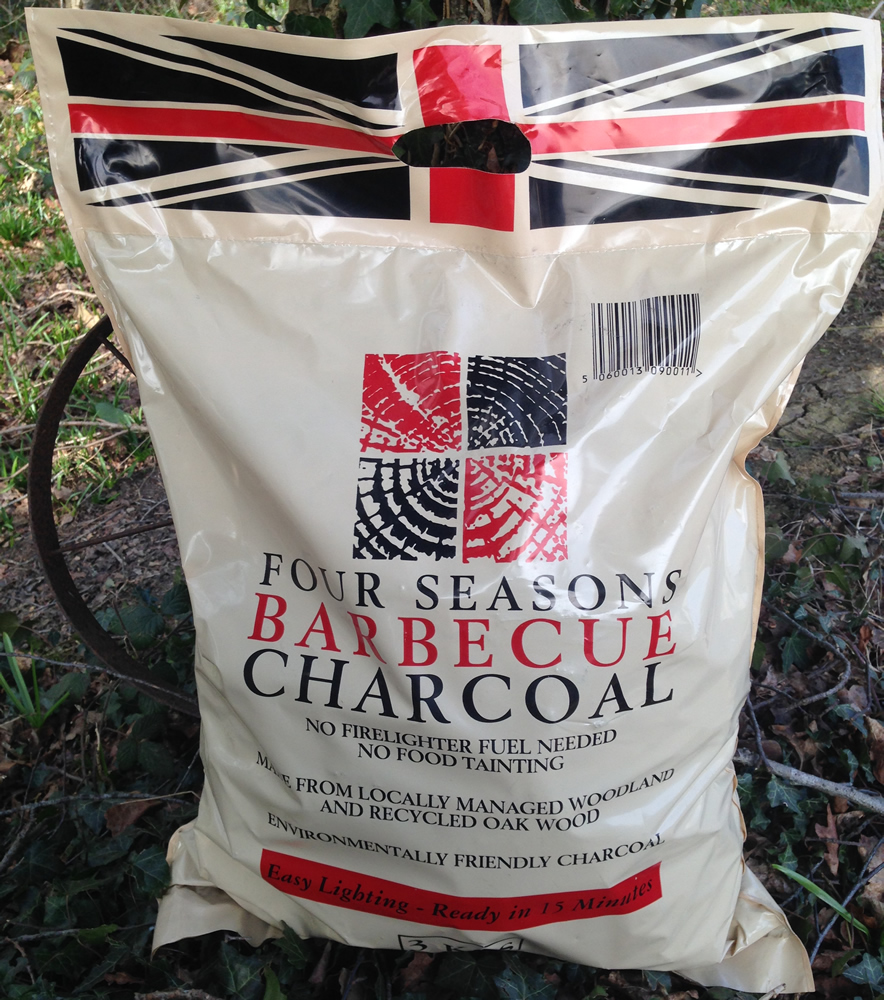 5 060013 090011 >
FOUR SEASONS
BARBECUE
CHARCOAL
NO FIRELIGHTER FUEL NEEDED
NO FOOD TAINTING
MADE FROM LOCALLY MANAGED WOODLAND
AND RECYCLED OAK WOOD
ENVIRONMENTALLY FRIENDLY CHARCOAL
Easy Lighting - Ready in 15 Minutes
3